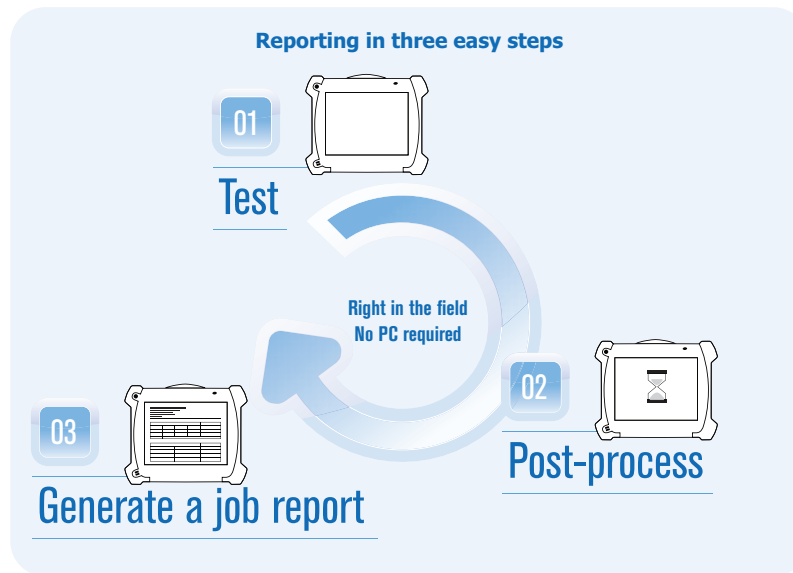 Reporting in three easy steps
01
Test
Right in the field
No PC required
02
Post-process
03
Generate a job report